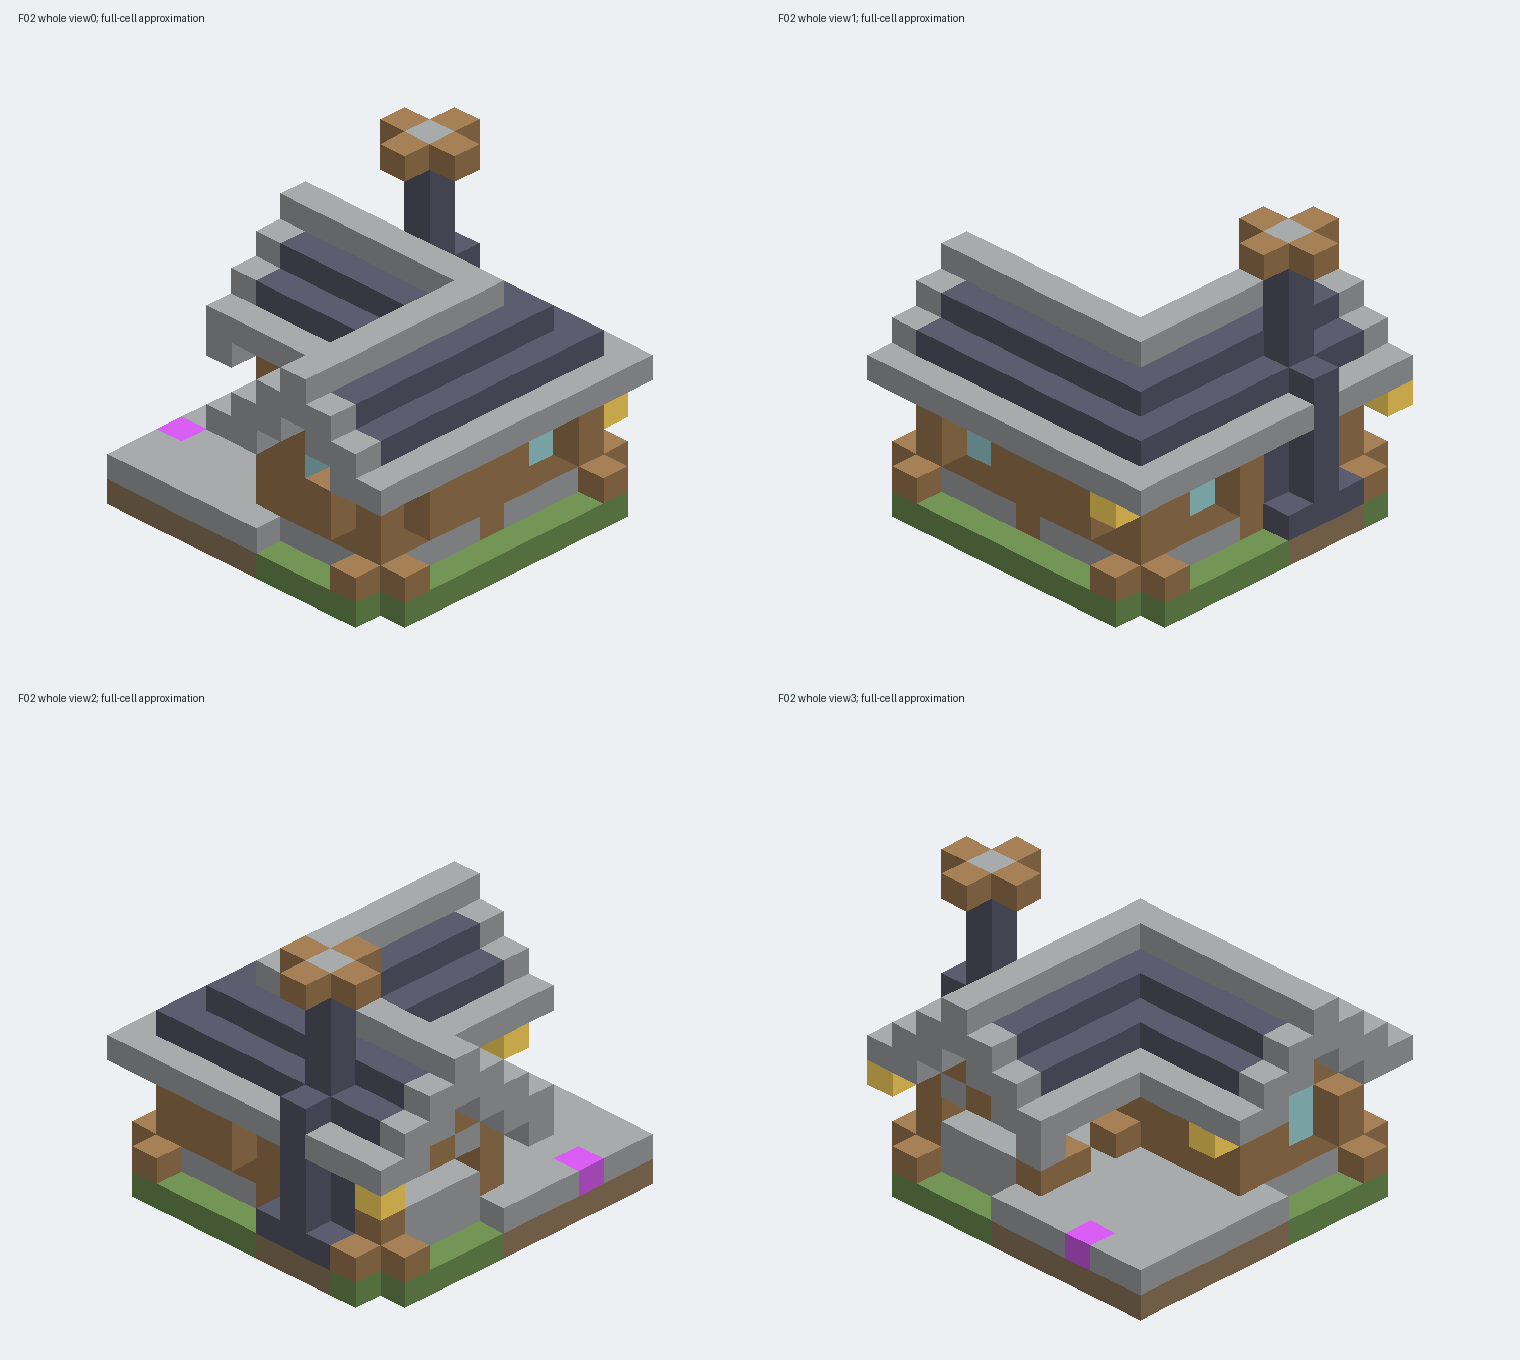 F02 whole view0; full-cell approximation
F02 whole view1; full-cell approximation
F02 whole view2; full-cell approximation
F02 whole view3; full-cell approximation